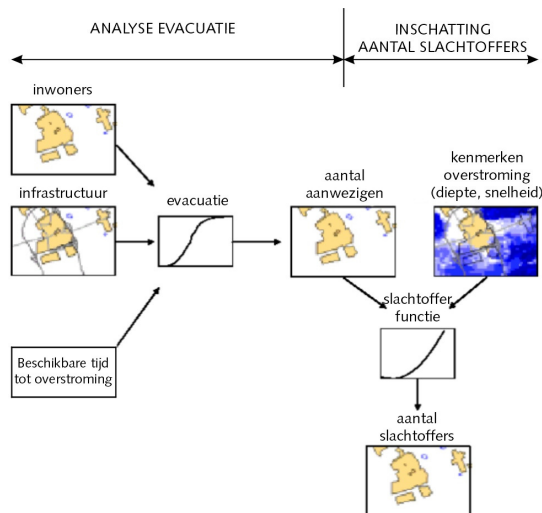 ANALYSE EVACUATIE
INSCHATTING
AANTAL SLACHTOFFERS
inwoners
infrastructuur
evacuatie
aantal
aanwezigen
kenmerken
overstroming
(diepte, snelheid)
Beschikbare tijd
tot overstroming
slachtoffer
functie
aantal
slachtoffers